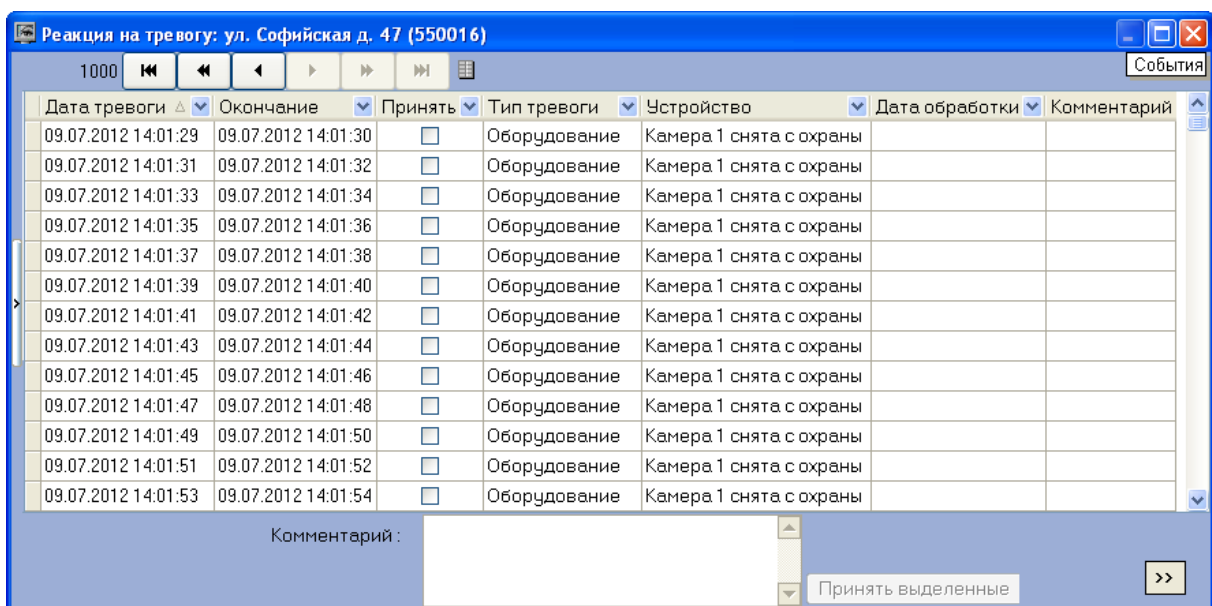 Реакция на тревогу: ул. Софийская д. 47 (550016)
1000
События
Дата тревоги Окончание Принять Тип тревоги Устройство Дата обработки Комментарий
09.07.2012 14:01:29 09.07.2012 14:01:30 Оборудование Камера 1 снята с охраны
09.07.2012 14:01:31 09.07.2012 14:01:32 Оборудование Камера 1 снята с охраны
09.07.2012 14:01:33 09.07.2012 14:01:34 Оборудование Камера 1 снята с охраны
09.07.2012 14:01:35 09.07.2012 14:01:36 Оборудование Камера 1 снята с охраны
09.07.2012 14:01:37 09.07.2012 14:01:38 Оборудование Камера 1 снята с охраны
09.07.2012 14:01:39 09.07.2012 14:01:40 Оборудование Камера 1 снята с охраны
09.07.2012 14:01:41 09.07.2012 14:01:42 Оборудование Камера 1 снята с охраны
09.07.2012 14:01:43 09.07.2012 14:01:44 Оборудование Камера 1 снята с охраны
09.07.2012 14:01:45 09.07.2012 14:01:46 Оборудование Камера 1 снята с охраны
09.07.2012 14:01:47 09.07.2012 14:01:48 Оборудование Камера 1 снята с охраны
09.07.2012 14:01:49 09.07.2012 14:01:50 Оборудование Камера 1 снята с охраны
09.07.2012 14:01:51 09.07.2012 14:01:52 Оборудование Камера 1 снята с охраны
09.07.2012 14:01:53 09.07.2012 14:01:54 Оборудование Камера 1 снята с охраны
Комментарий :
Принять выделенные >>